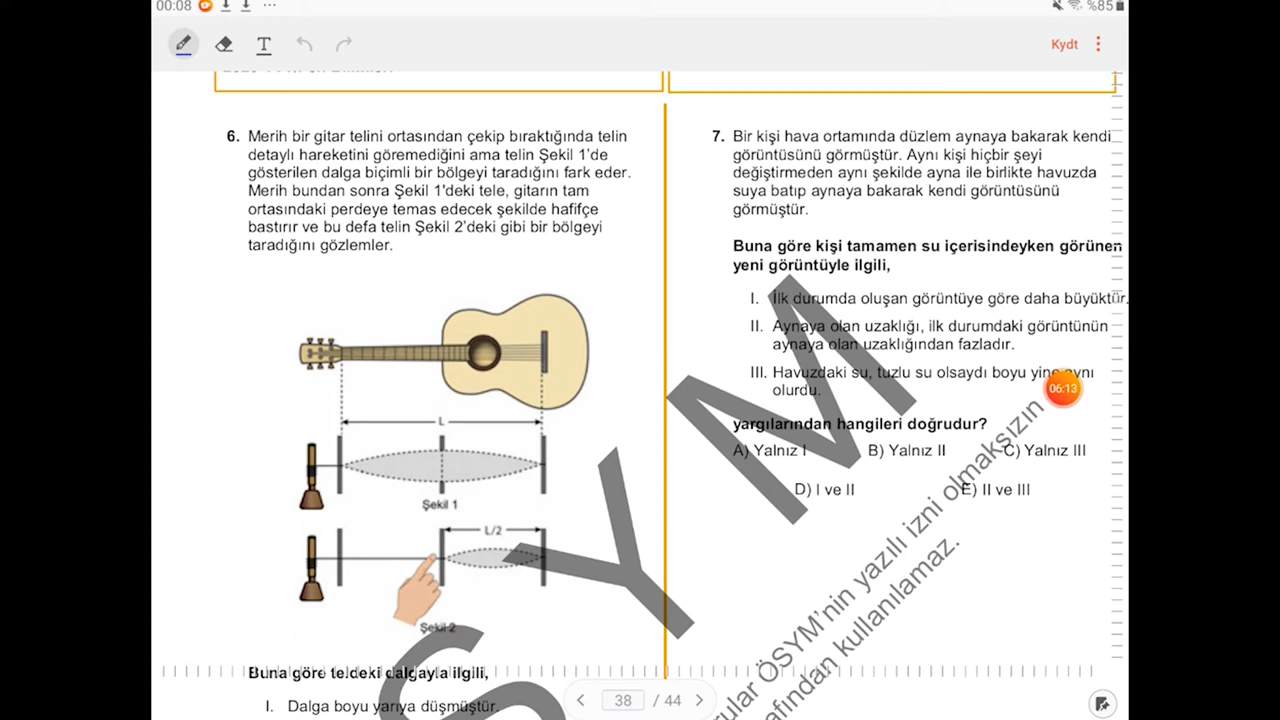 00:08
%85
T
Kydt
6. Merih bir gitar telini ortasından çekip bıraktığında telin
detaylı hareketini göremediğini ama telin Şekil 1’de
gösterilen dalga biçimli bir bölgeyi taradığını fark eder.
Merih bundan sonra Şekil 1'deki tele, gitarın tam
ortasındaki perdeye temas edecek şekilde hafifçe
bastırır ve bu defa telin Şekil 2’deki gibi bir bölgeyi
taradığını gözlemler.
L
Şekil 1
L/2
Şekil 2
Buna göre teldeki dalgayla ilgili,
I. Dalga boyu yarıya düşmüştür.
7. Bir kişi hava ortamında düzlem aynaya bakarak kendi
görüntüsünü görmüştür. Aynı kişi hiçbir şeyi
değiştirmeden aynı şekilde ayna ile birlikte havuzda
suya batıp aynaya bakarak kendi görüntüsünü
görmüştür.
Buna göre kişi tamamen su içerisindeyken görünen
yeni görüntüyle ilgili,
I. İlk durumda oluşan görüntüye göre daha büyüktür.
II. Aynaya olan uzaklığı, ilk durumdaki görüntünün
aynaya olan uzaklığından fazladır.
III. Havuzdaki su, tuzlu su olsaydı boyu yine aynı
olurdu.
06:13
yargılarından hangileri doğrudur?
A) Yalnız I B) Yalnız II C) Yalnız III
D) I ve II E) II ve III
SYM
ÖSYM’nin yazılı izni olmaksızın
kullanılamaz.
38 / 44